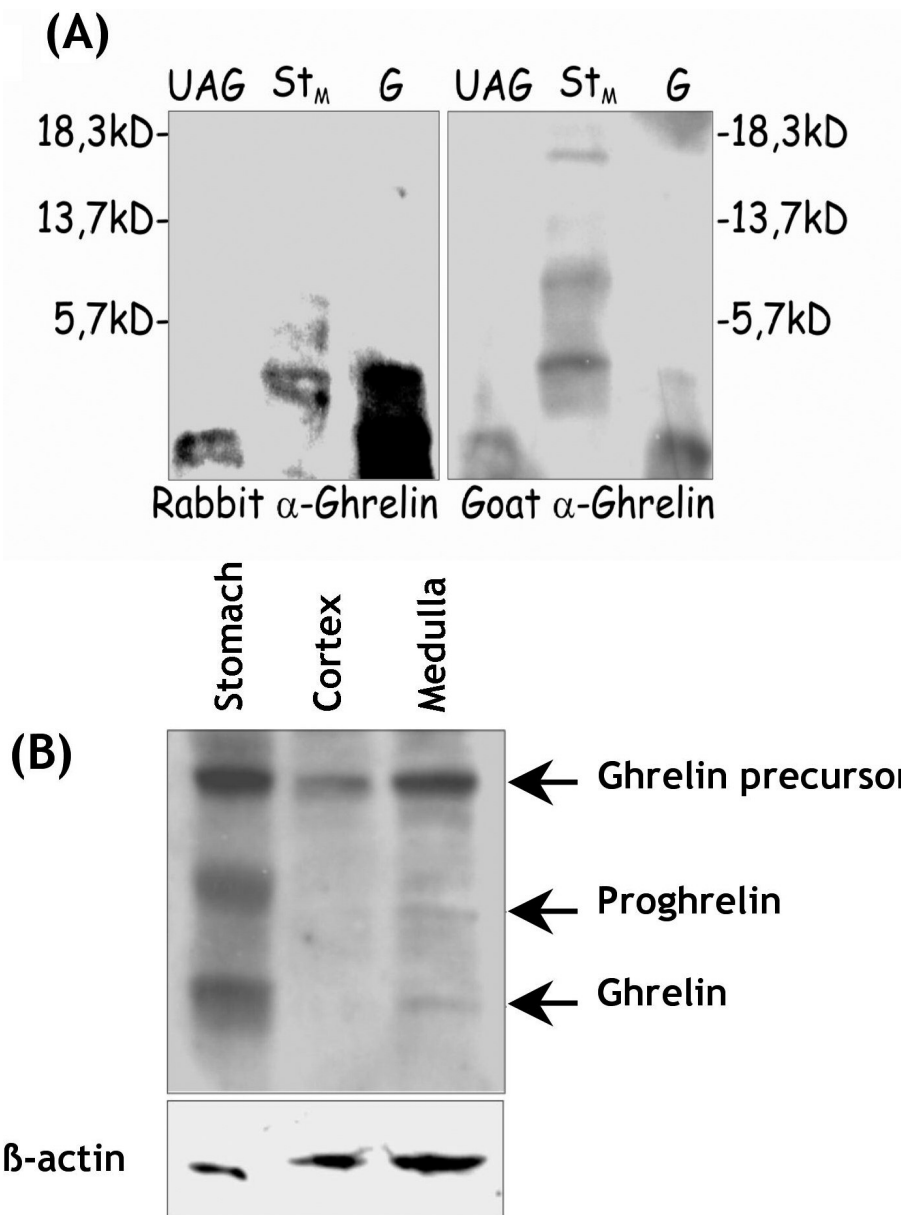 (A)
UAG St_M G UAG St_M G
18,3kD- -18,3kD
13,7kD- -13,7kD
5,7kD- -5,7kD
Rabbit α-Ghrelin Goat α-Ghrelin
Stomach Cortex Medulla
(B)
Ghrelin precursor
Proghrelin
Ghrelin
ß-actin